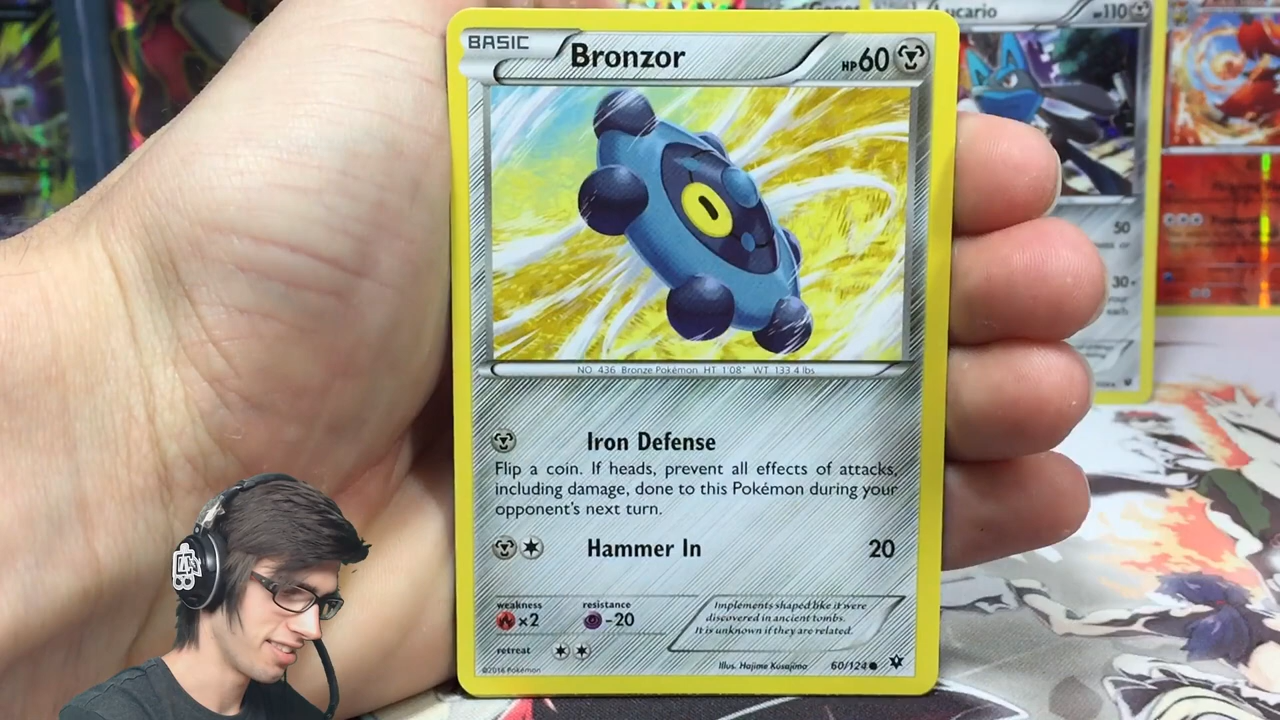 BASIC
Bronzor
HP60
NO. 436 Bronze Pokémon HT 1'08" WT 133.4 lbs
Iron Defense
Flip a coin. If heads, prevent all effects of attacks,
including damage, done to this Pokémon during your
opponent's next turn.
Hammer In 20
weakness resistance
×2 -20
Implements shaped like it were
discovered in ancient tombs.
It is unknown if they are related.
retreat
©2016 Pokémon
Illus. Hajime Kusajima
60/124
Lucario
HP110
50
30